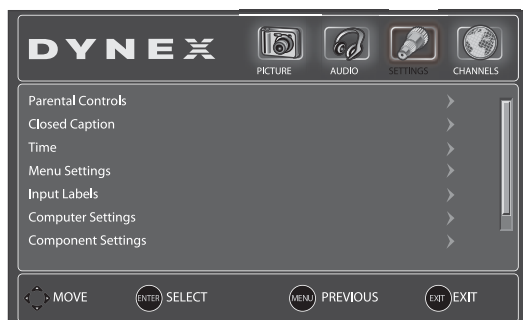 DYNEX
PICTURE AUDIO SETTINGS CHANNELS
Parental Controls
Closed Caption
Time
Menu Settings
Input Labels
Computer Settings
Component Settings
MOVE ENTER SELECT MENU PREVIOUS EXIT EXIT